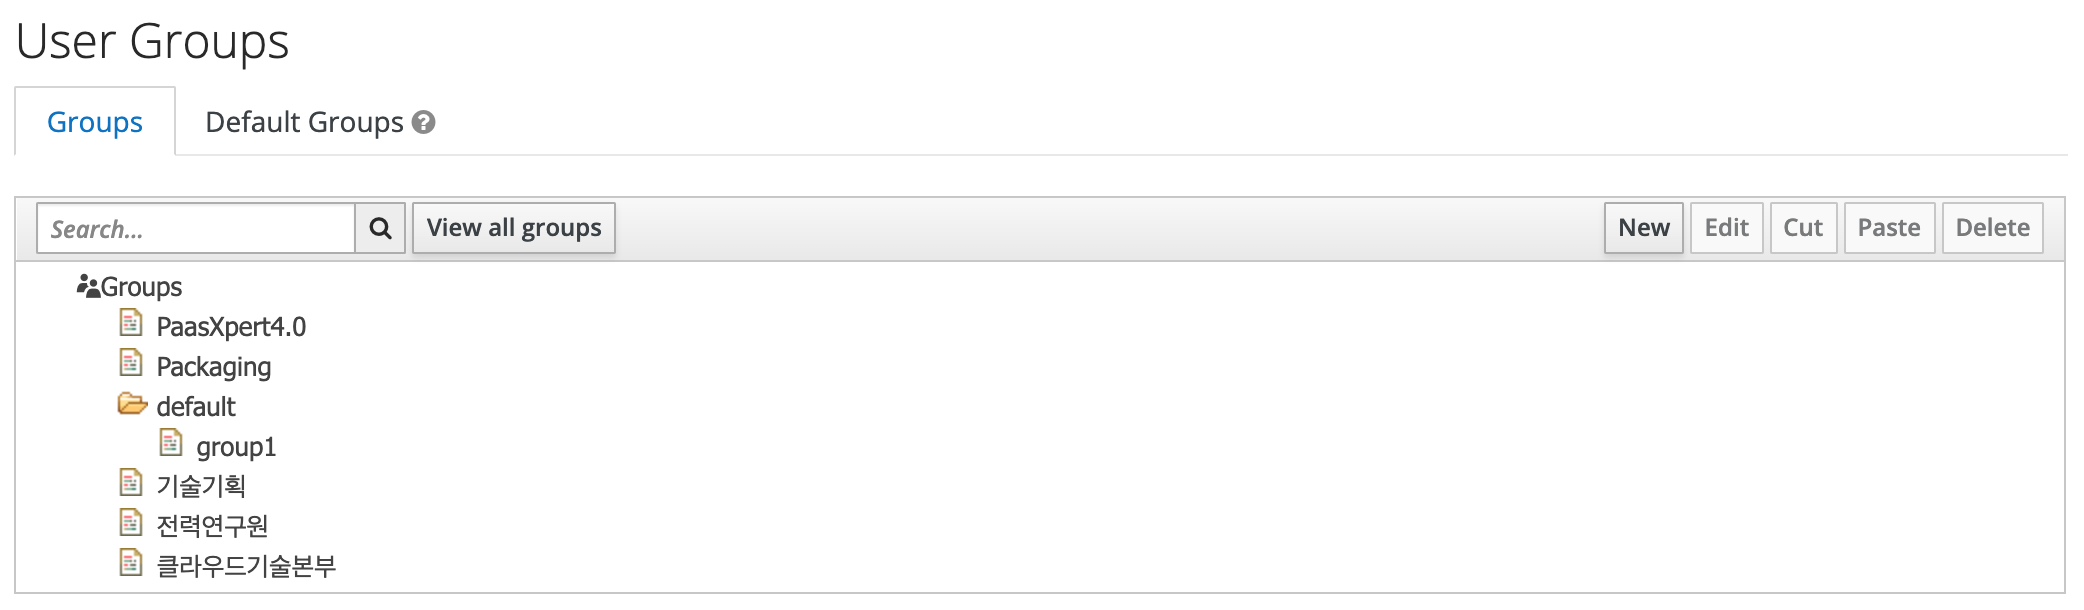 User Groups
Groups Default Groups
Search... View all groups New Edit Cut Paste Delete
Groups
PaasXpert4.0
Packaging
default
group1
기술기획
전력연구원
클라우드기술본부